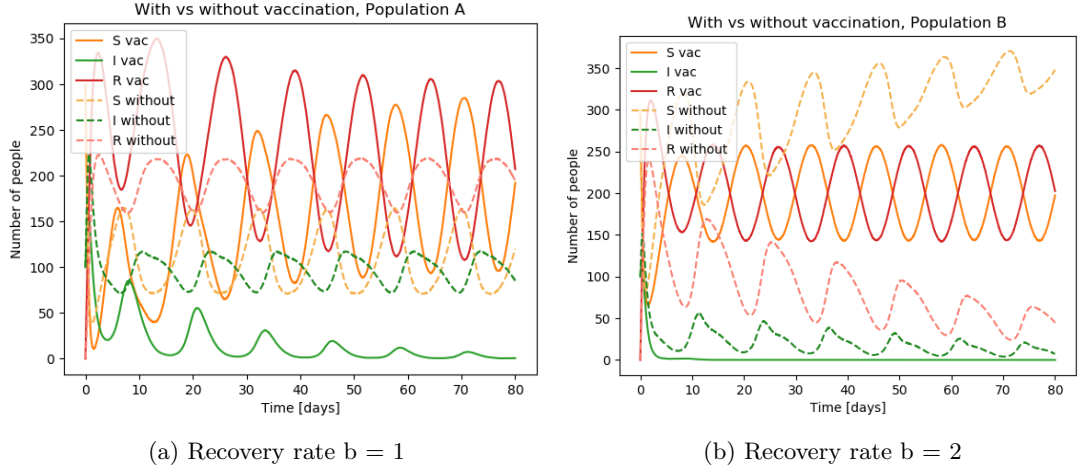 With vs without vaccination, Population A
350
300
250
200
150
100
50
0
Number of people
S vac
I vac
R vac
S without
I without
R without
0
10
20
30
40
50
60
70
80
Time [days]
(a) Recovery rate b = 1
With vs without vaccination, Population B
350
300
250
200
150
100
50
0
Number of people
S vac
I vac
R vac
S without
I without
R without
0
10
20
30
40
50
60
70
80
Time [days]
(b) Recovery rate b = 2